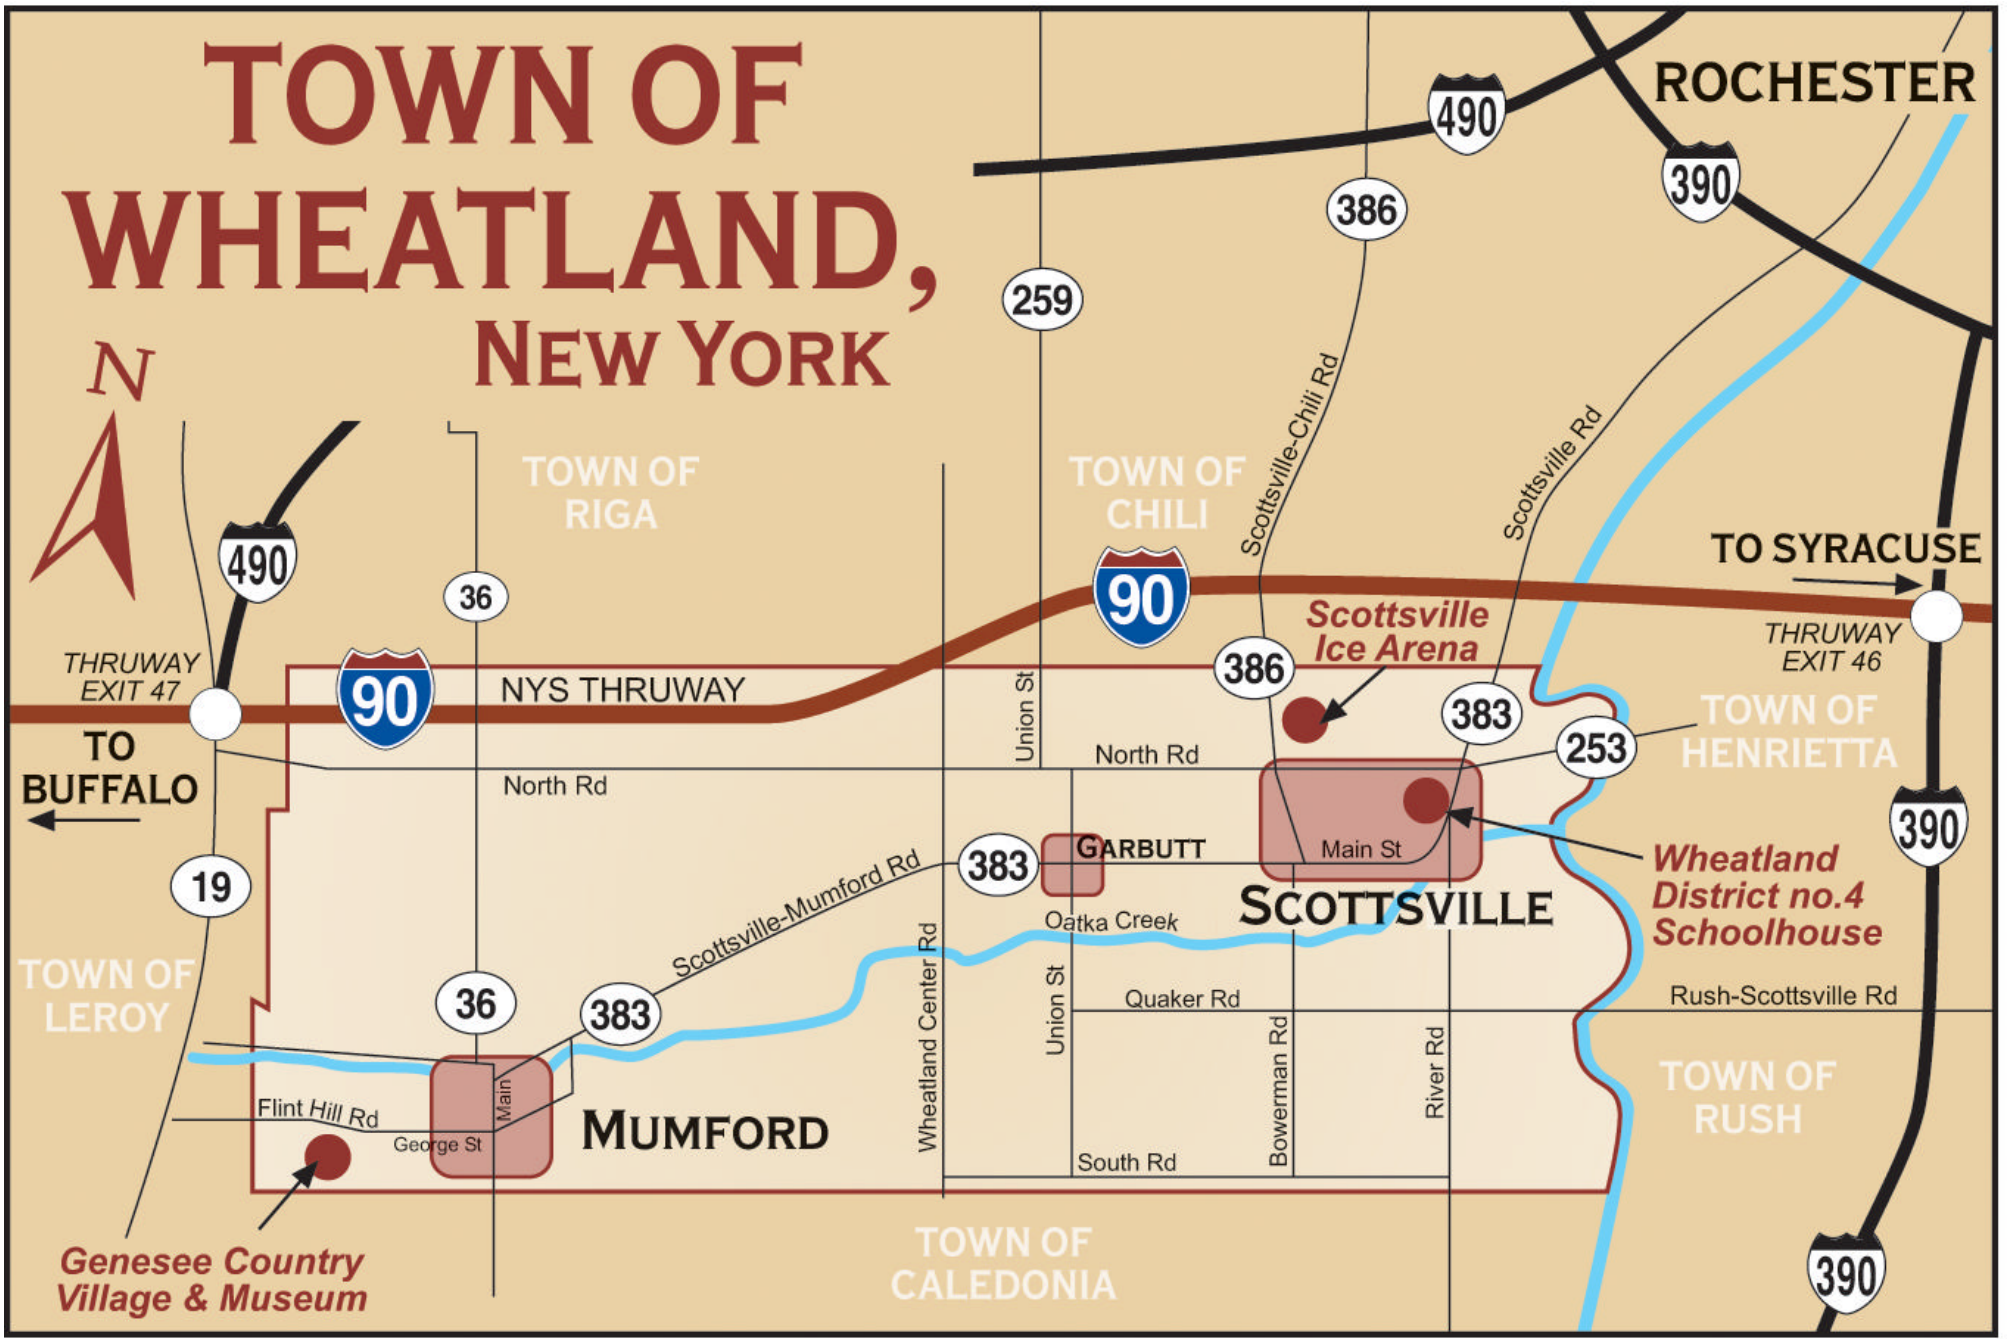 TOWN OF
WHEATLAND,
NEW YORK
N
ROCHESTER
490
390
386
259
Scottsville-Chili Rd
Scottsville Rd
TOWN OF
RIGA
TOWN OF
CHILI
490
36
90
TO SYRACUSE
THRUWAY
EXIT 46
Scottsville
Ice Arena
THRUWAY
EXIT 47
90
NYS THRUWAY
Union St
386
383
253
TOWN OF
HENRIETTA
TO
BUFFALO
North Rd
North Rd
390
19
Scottsville-Mumford Rd
383
GARBUTT
Main St
SCOTTSVILLE
Wheatland
District no.4
Schoolhouse
Oatka Creek
TOWN OF
LEROY
36
383
Wheatland Center Rd
Union St
Quaker Rd
Rush-Scottsville Rd
Bowerman Rd
River Rd
TOWN OF
RUSH
Flint Hill Rd
George St
Main
MUMFORD
South Rd
Genesee Country
Village & Museum
TOWN OF
CALEDONIA
390